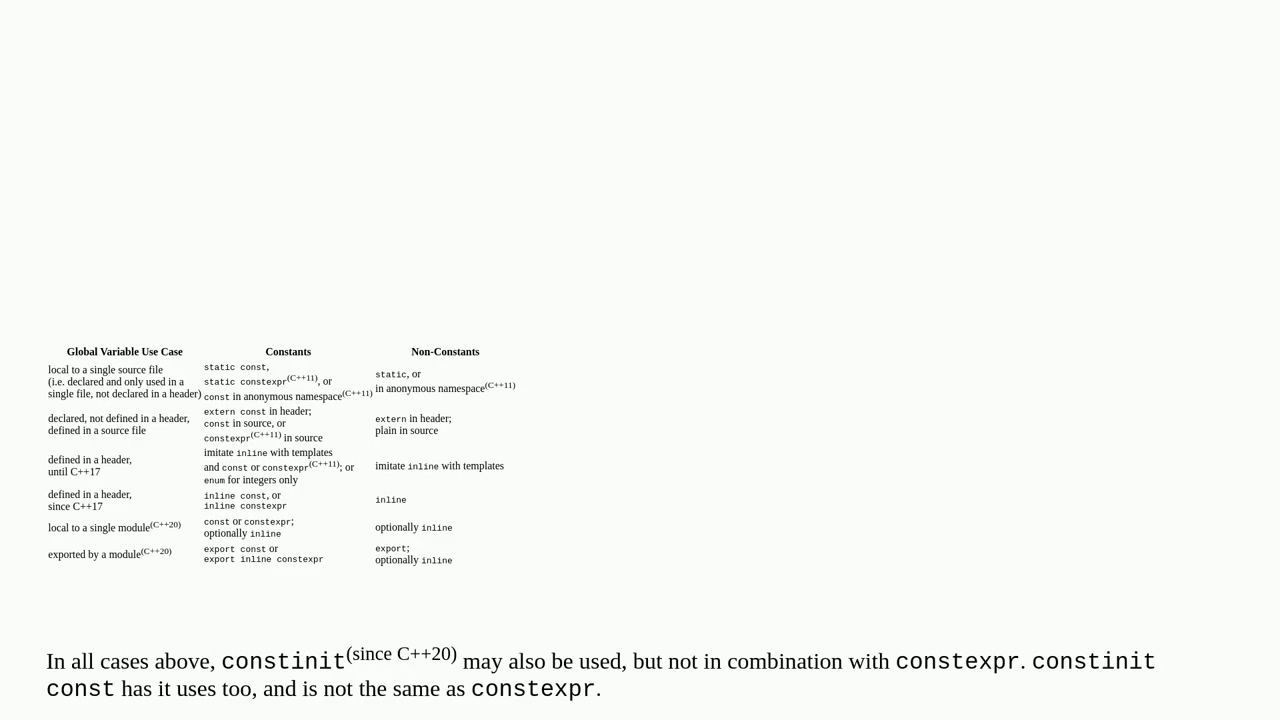 Global Variable Use Case Constants Non-Constants
local to a single source file
(i.e. declared and only used in a
single file, not declared in a header)
static const,
static constexpr(C++11), or
const in anonymous namespace(C++11)
static, or
in anonymous namespace(C++11)
declared, not defined in a header,
defined in a source file
extern const in header;
const in source, or
constexpr(C++11) in source
extern in header;
plain in source
defined in a header,
until C++17
imitate inline with templates
and const or constexpr(C++11); or
enum for integers only
imitate inline with templates
defined in a header,
since C++17
inline const, or
inline constexpr
inline
local to a single module(C++20)
const or constexpr;
optionally inline
optionally inline
exported by a module(C++20)
export const or
export inline constexpr
export;
optionally inline
In all cases above, constinit(since C++20) may also be used, but not in combination with constexpr. constinit
const has it uses too, and is not the same as constexpr.